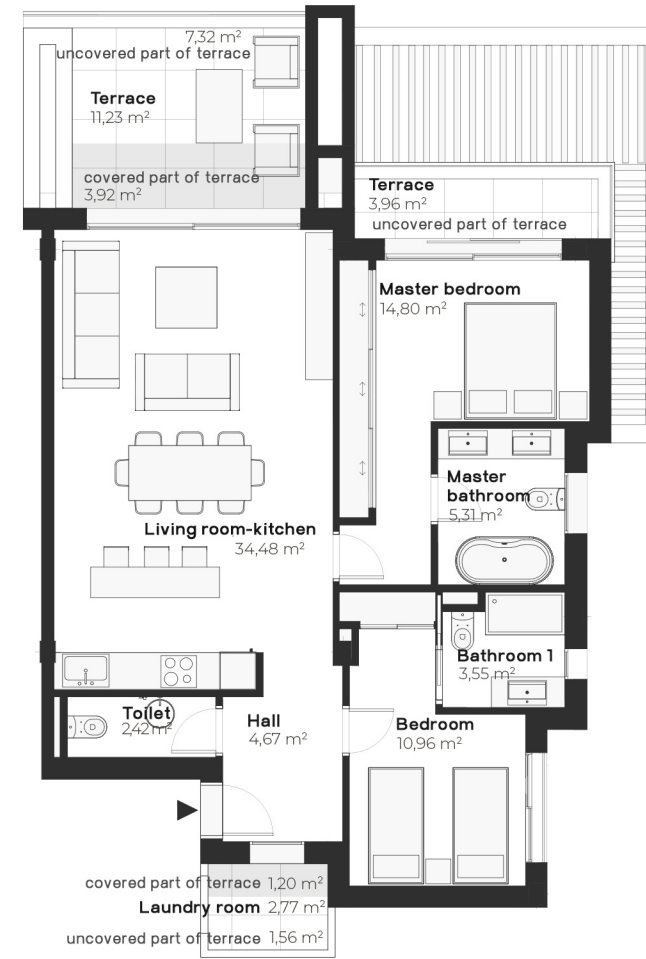 7,32 m²
uncovered part of terrace
Terrace
11,23 m²
covered part of terrace
3,92 m²
Terrace
3,96 m²
uncovered part of terrace
Master bedroom
14,80 m²
Master
bathroom
5,31 m²
Living room-kitchen
34,48 m²
Bathroom 1
3,55 m²
Toilet
2,42 m²
Hall
4,67 m²
Bedroom
10,96 m²
covered part of terrace 1,20 m²
Laundry room 2,77 m²
uncovered part of terrace 1,56 m²